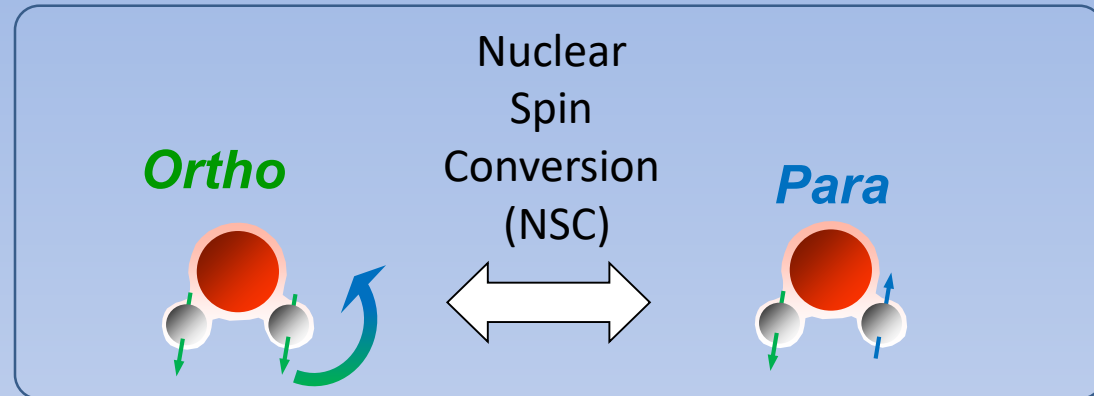 Nuclear
Spin
Conversion
(NSC)
Ortho
Para